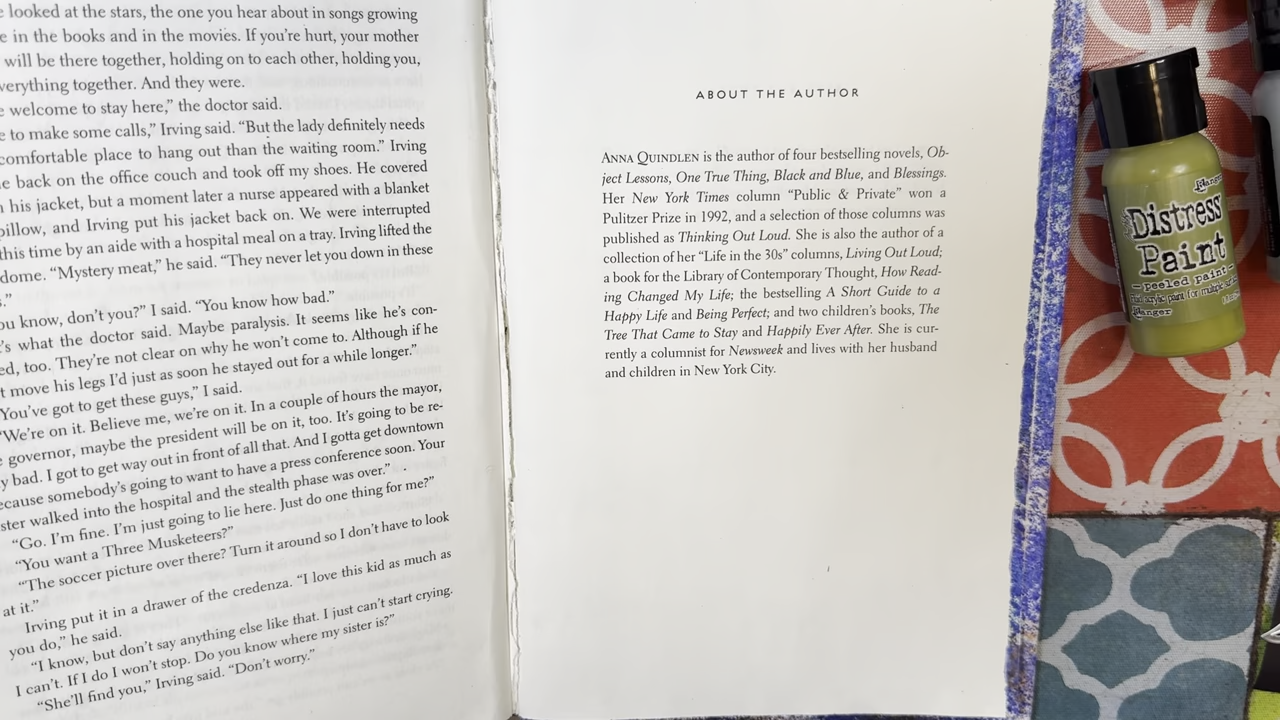 looked at the stars, the one you hear about in songs growing
in the books and in the movies. If you’re hurt, your mother
will be there together, holding on to each other, holding you,
verything together. And they were.
welcome to stay here,” the doctor said.
to make some calls,” Irving said. “But the lady definitely needs
comfortable place to hang out than the waiting room.” Irving
back on the office couch and took off my shoes. He covered
his jacket, but a moment later a nurse appeared with a blanket
pillow, and Irving put his jacket back on. We were interrupted
this time by an aide with a hospital meal on a tray. Irving lifted the
dome. “Mystery meat,” he said. “They never let you down in these
.”
ou know, don’t you?” I said. “You know how bad.”
’s what the doctor said. Maybe paralysis. It seems like he’s con-
ed, too. They’re not clear on why he won’t come to. Although if he
t move his legs I’d just as soon he stayed out for a while longer.”
You’ve got to get these guys,” I said.
“We’re on it. Believe me, we’re on it. In a couple of hours the mayor,
governor, maybe the president will be on it, too. It’s going to be re-
y bad. I got to get way out in front of all that. And I gotta get downtown
ecause somebody’s going to want to have a press conference soon. Your
ster walked into the hospital and the stealth phase was over.”
“Go. I’m fine. I’m just going to lie here. Just do one thing for me?”
“You want a Three Musketeers?”
“The soccer picture over there? Turn it around so I don’t have to look
at it.”
Irving put it in a drawer of the credenza. “I love this kid as much as
you do,” he said.
“I know, but don’t say anything else like that. I just can’t start crying.
I can’t. If I do I won’t stop. Do you know where my sister is?”
“She’ll find you,” Irving said. “Don’t worry.”
ABOUT THE AUTHOR
ANNA QUINDLEN is the author of four bestselling novels, Ob-
ject Lessons, One True Thing, Black and Blue, and Blessings.
Her New York Times column “Public & Private” won a
Pulitzer Prize in 1992, and a selection of those columns was
published as Thinking Out Loud. She is also the author of a
collection of her “Life in the 30s” columns, Living Out Loud;
a book for the Library of Contemporary Thought, How Read-
ing Changed My Life; the bestselling A Short Guide to a
Happy Life and Being Perfect; and two children’s books, The
Tree That Came to Stay and Happily Ever After. She is cur-
rently a columnist for Newsweek and lives with her husband
and children in New York City.
Ranger
Distress
Paint
peeled paint
acrylic paint for multiple
Ranger